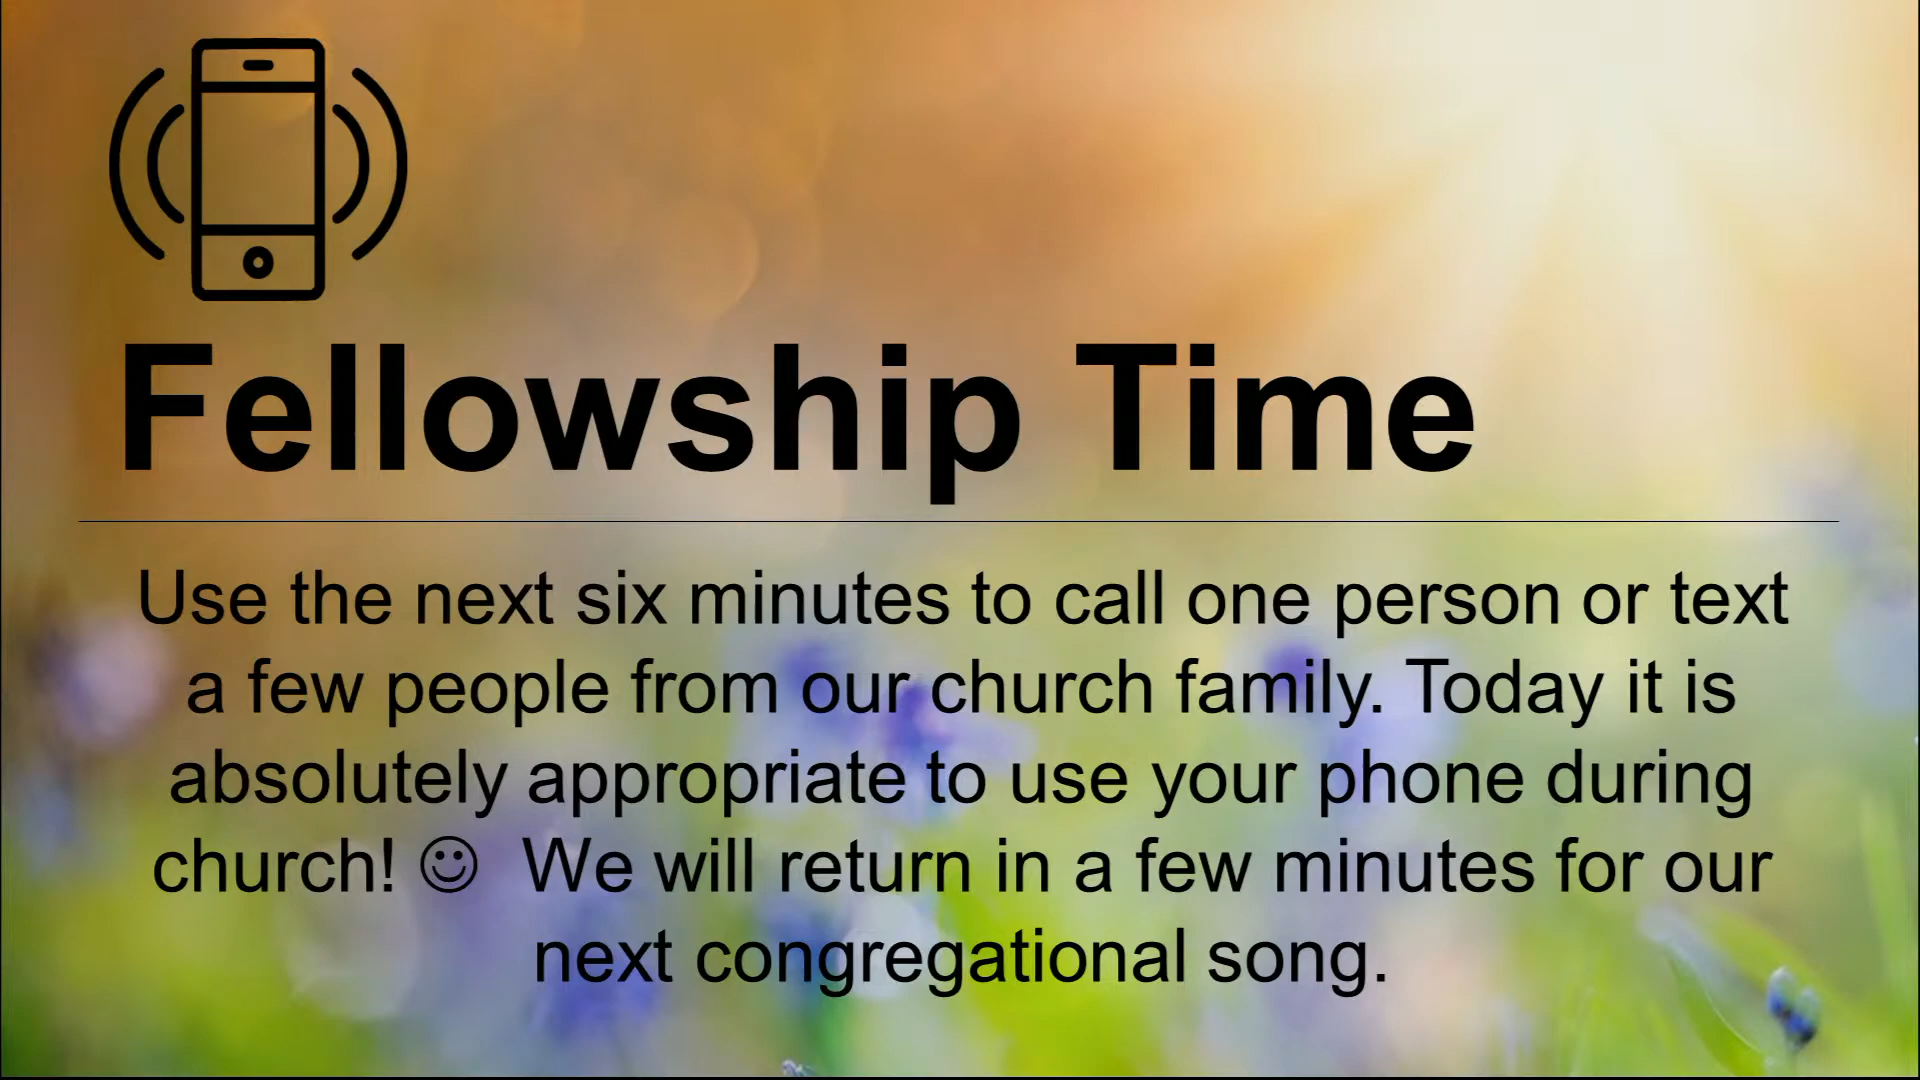 Fellowship Time
Use the next six minutes to call one person or text
a few people from our church family. Today it is
absolutely appropriate to use your phone during
church! ☺ We will return in a few minutes for our
next congregational song.